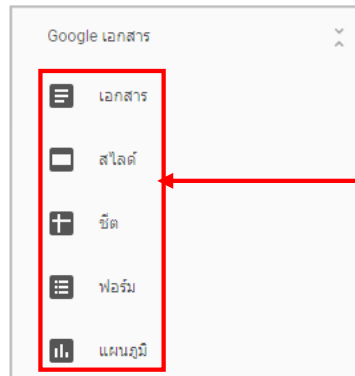 Google เอกสาร
เอกสาร
สไลด์
ชีต
ฟอร์ม
แผนภูมิ